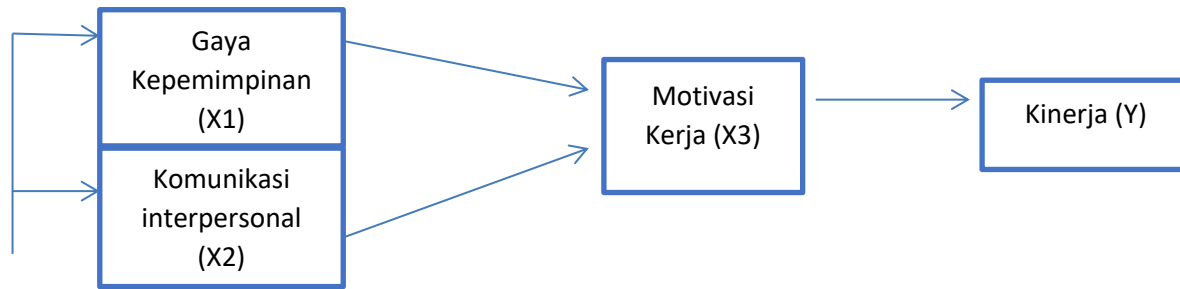 Gaya
Kepemimpinan
(X1)
Komunikasi
interpersonal
(X2)
Motivasi
Kerja (X3)
Kinerja (Y)